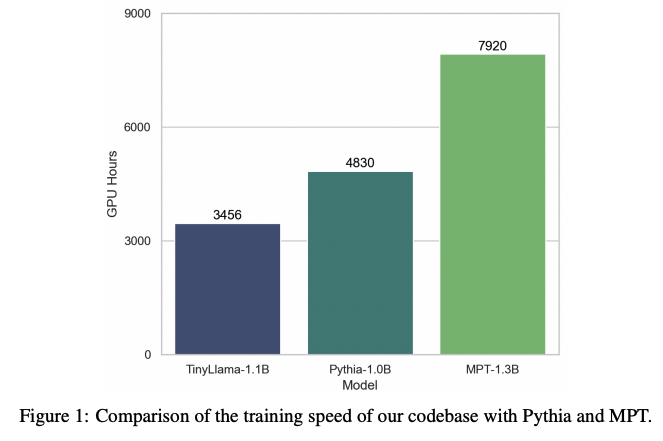 9000
7920
6000
4830
GPU Hours
3456
3000
0
TinyLlama-1.1B Pythia-1.0B MPT-1.3B
Model
Figure 1: Comparison of the training speed of our codebase with Pythia and MPT.